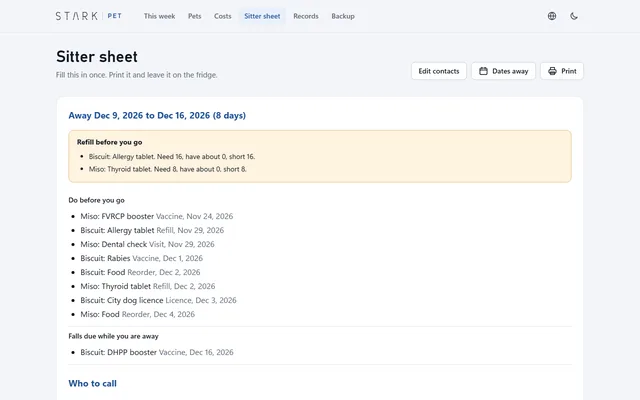 STARK PET This week Pets Costs Sitter sheet Records Backup
Sitter sheet
Fill this in once. Print it and leave it on the fridge.
Edit contacts Dates away Print
Away Dec 9, 2026 to Dec 16, 2026 (8 days)
Refill before you go
Biscuit: Allergy tablet. Need 16, have about 0, short 16.
Miso: Thyroid tablet. Need 8, have about 0, short 8.
Do before you go
Miso: FVRCP booster Vaccine, Nov 24, 2026
Biscuit: Allergy tablet Refill, Nov 29, 2026
Miso: Dental check Visit, Nov 29, 2026
Biscuit: Rabies Vaccine, Dec 1, 2026
Biscuit: Food Reorder, Dec 2, 2026
Miso: Thyroid tablet Refill, Dec 2, 2026
Biscuit: City dog licence Licence, Dec 3, 2026
Miso: Food Reorder, Dec 4, 2026
Falls due while you are away
Biscuit: DHPP booster Vaccine, Dec 16, 2026
Who to call